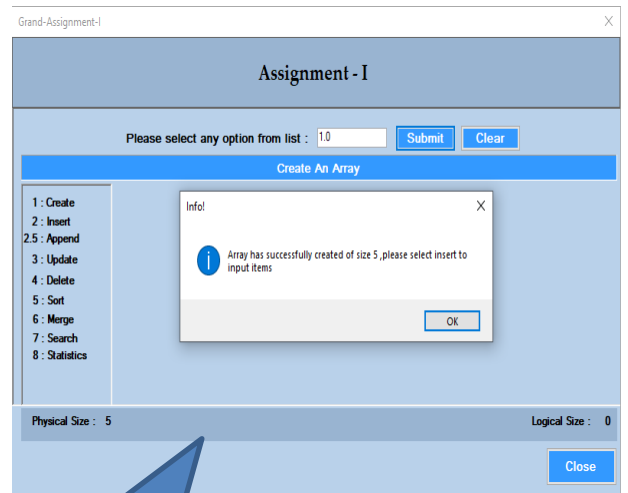 Grand-Assignment-I
Assignment - I
Please select any option from list : 1.0 Submit Clear
Create An Array
1 : Create
2 : Insert
2.5 : Append
3 : Update
4 : Delete
5 : Sort
6 : Merge
7 : Search
8 : Statistics
Info!
Array has successfully created of size 5 ,please select insert to
input items
OK
Physical Size : 5 Logical Size : 0
Close